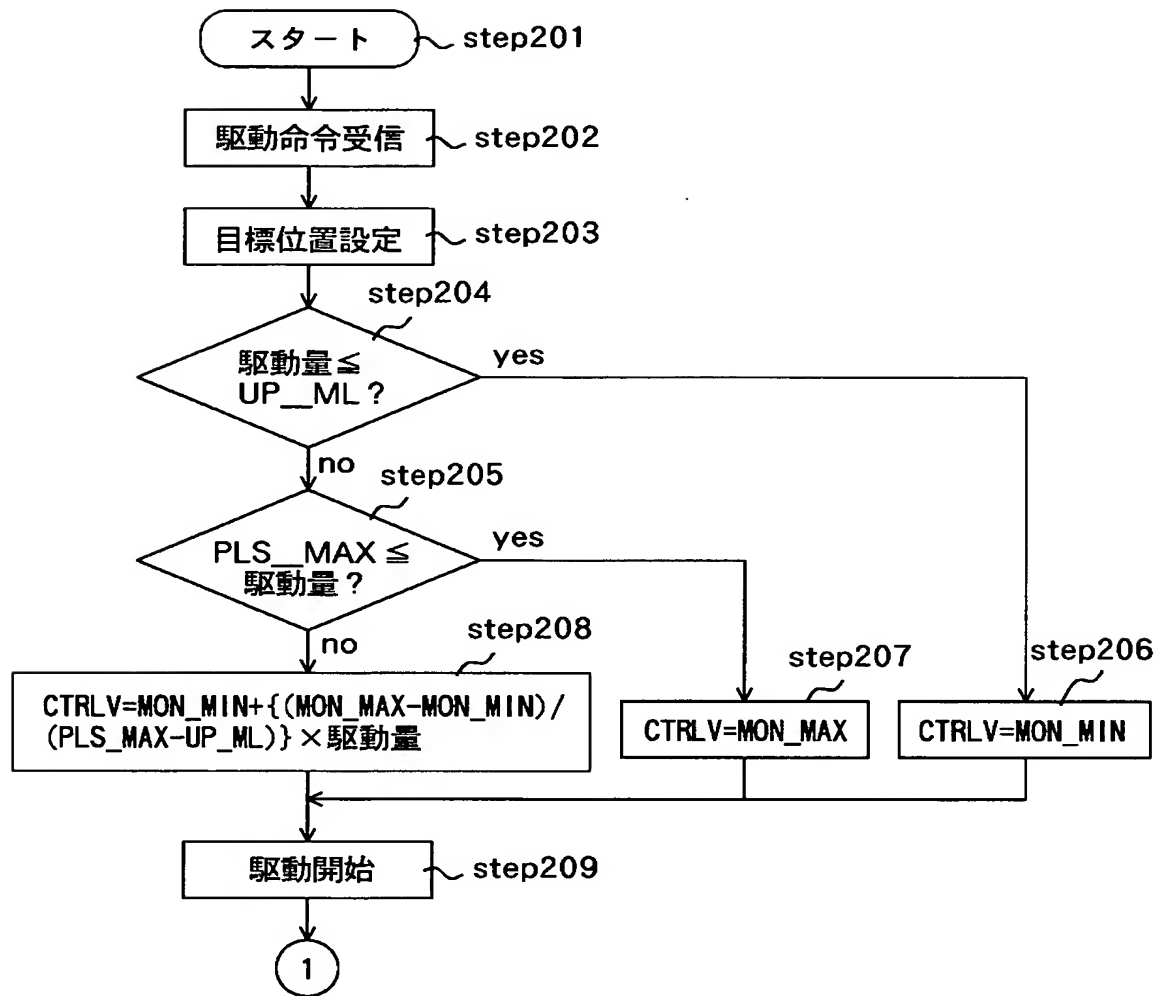 スタート
step201
駆動命令受信
step202
目標位置設定
step203
step204
駆動量≦
UP__ML?
yes
no
step205
PLS__MAX≦
駆動量?
yes
no
step208
CTRLV=MON_MIN+{(MON_MAX-MON_MIN)/
(PLS_MAX-UP_ML)}×駆動量
step207
CTRLV=MON_MAX
step206
CTRLV=MON_MIN
駆動開始
step209
1